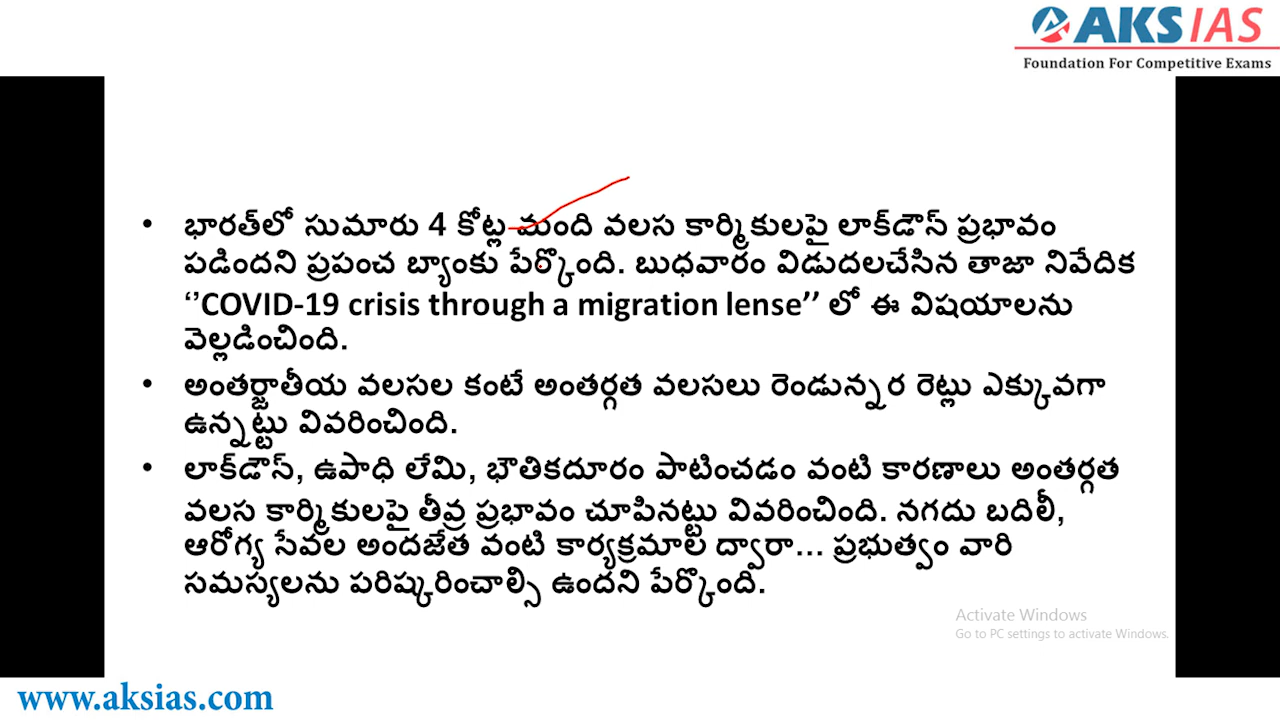 AKS IAS
Foundation For Competitive Exams
• భారత్‌లో సుమారు 4 కోట్ల మంది వలస కార్మికులపై లాక్‌డౌన్ ప్రభావం
పడిందని ప్రపంచ బ్యాంకు పేర్కొంది. బుధవారం విడుదలచేసిన తాజా నివేదిక
‘’COVID-19 crisis through a migration lense’’ లో ఈ విషయాలను
వెల్లడించింది.
• అంతర్జాతీయ వలసల కంటే అంతర్గత వలసలు రెండున్నర రెట్లు ఎక్కువగా
ఉన్నట్టు వివరించింది.
• లాక్‌డౌన్, ఉపాధి లేమి, భౌతికదూరం పాటించడం వంటి కారణాలు అంతర్గత
వలస కార్మికులపై తీవ్ర ప్రభావం చూపినట్టు వివరించింది. నగదు బదిలీ,
ఆరోగ్య సేవల అందజేత వంటి కార్యక్రమాల ద్వారా... ప్రభుత్వం వారి
సమస్యలను పరిష్కరించాల్సి ఉందని పేర్కొంది.
Activate Windows
Go to PC settings to activate Windows.
www.aksias.com